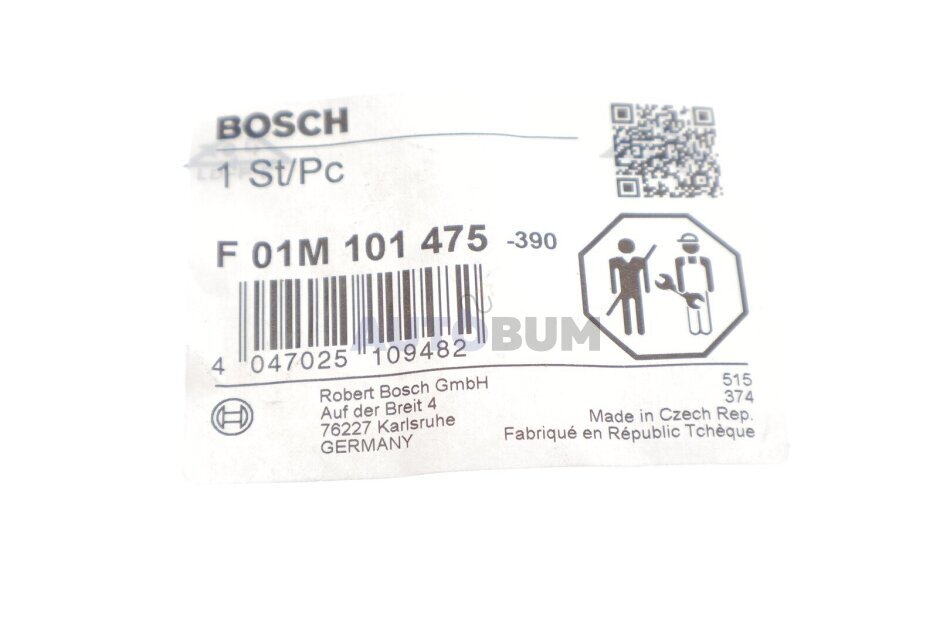 BOSCH
1 St/Pc
F 01M 101 475 -390
4 047025 109482
AUTOBUM
Robert Bosch GmbH
Auf der Breit 4
76227 Karlsruhe
GERMANY
515
374
Made in Czech Rep.
Fabriqué en Républic Tchèque